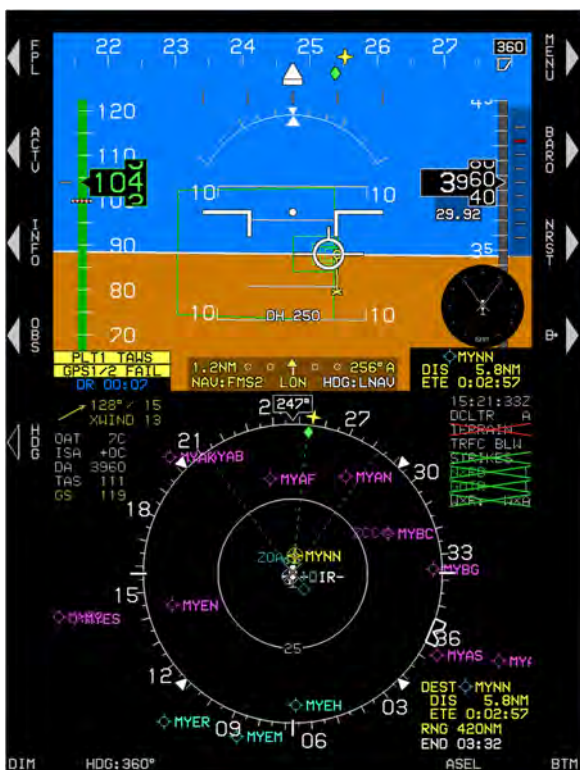 22 23 24 25 26 27
360
FPL
MENU
ACTV
BARO
INFO
NRST
OBS
120
110
104
100
90
80
70
3960
40
29.92
35
10 10
10 10
DH 250
PLT1 TAWS
GPS1/2 FAIL
DR 00:07
1.2NM 256°A
NAV:FMS2 LON HDG:LNAV
MYNN
DIS 5.8NM
ETE 0:02:57
HDG
128°/ 15
XWIND 13
OAT 7C
ISA +0C
DA 3960
TAS 111
GS 119
247°
15:21:33Z
DCLTR A
TERRAIN
TRFC BLW
STRIKES
21 27 30 33 36 03 06 09 12 15 18
MYAB
MYAF
MYAN
MYBC
MYNN
ZQA
MYBG
MYEN
MYES
25
MYAS
MYEH
MYER
MYEM
DEST MYNN
DIS 5.8NM
ETE 0:02:57
RNG 420NM
END 03:32
DIM HDG:360° ASEL BTM